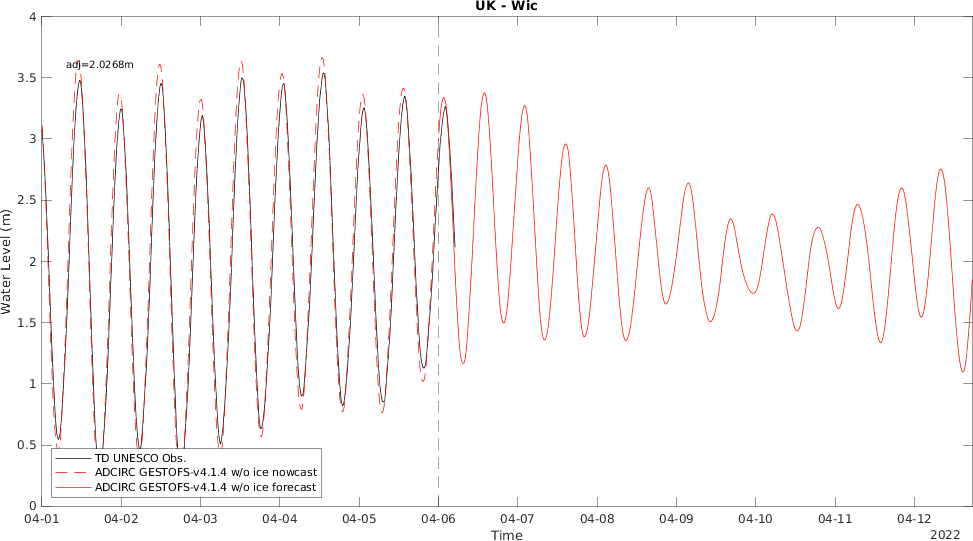 UK - Wic
adj=2.0268m
Water Level (m)
4
3.5
3
2.5
2
1.5
1
0.5
0
TD UNESCO Obs.
ADCIRC GESTOFS-v4.1.4 w/o ice nowcast
ADCIRC GESTOFS-v4.1.4 w/o ice forecast
04-01 04-02 04-03 04-04 04-05 04-06 04-07 04-08 04-09 04-10 04-11 04-12
Time
2022